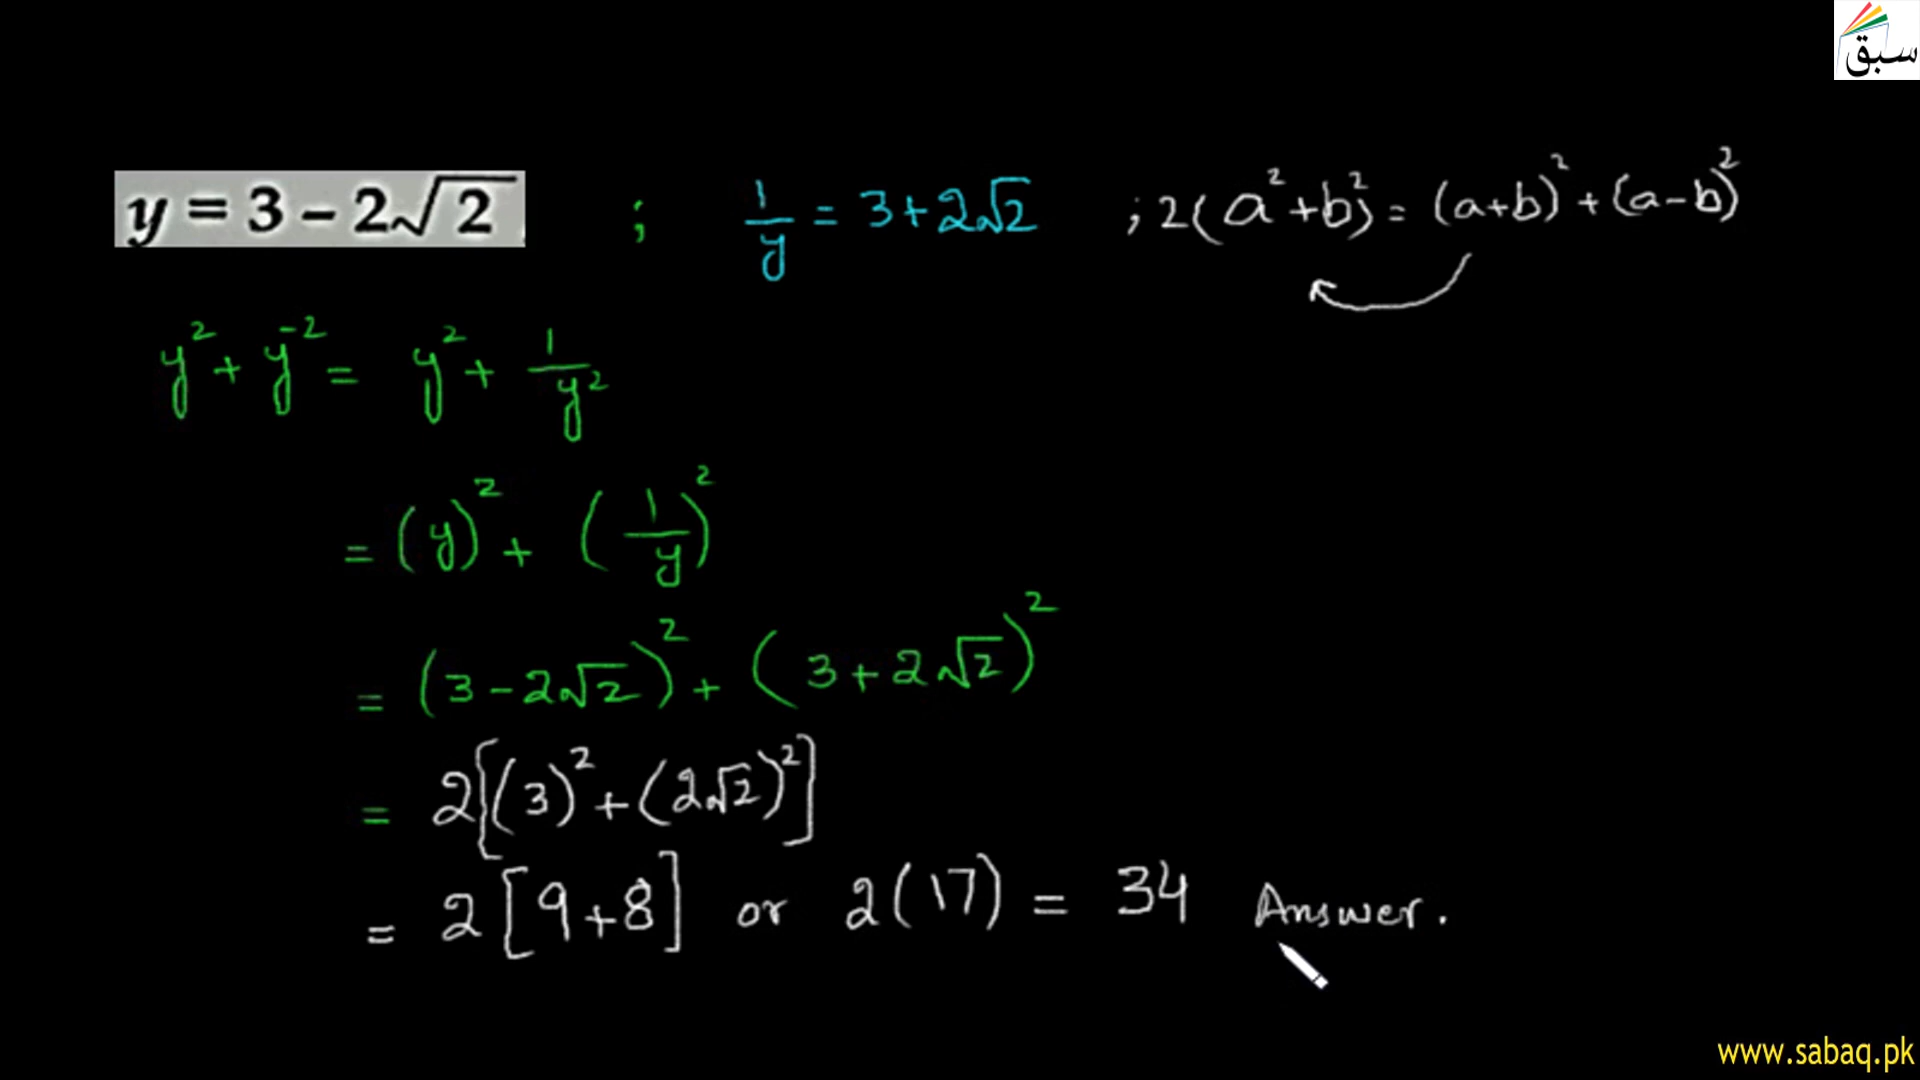 سبق
y = 3 – 2√2 ; 1/y = 3+2√2 ; 2(a²+b²) = (a+b)² + (a-b)²
y² + y⁻² = y² + 1/y²
= (y)² + (1/y)²
= (3-2√2)² + (3+2√2)²
= 2[(3)² + (2√2)²]
= 2[9+8] or 2(17) = 34 Answer.
www.sabaq.pk